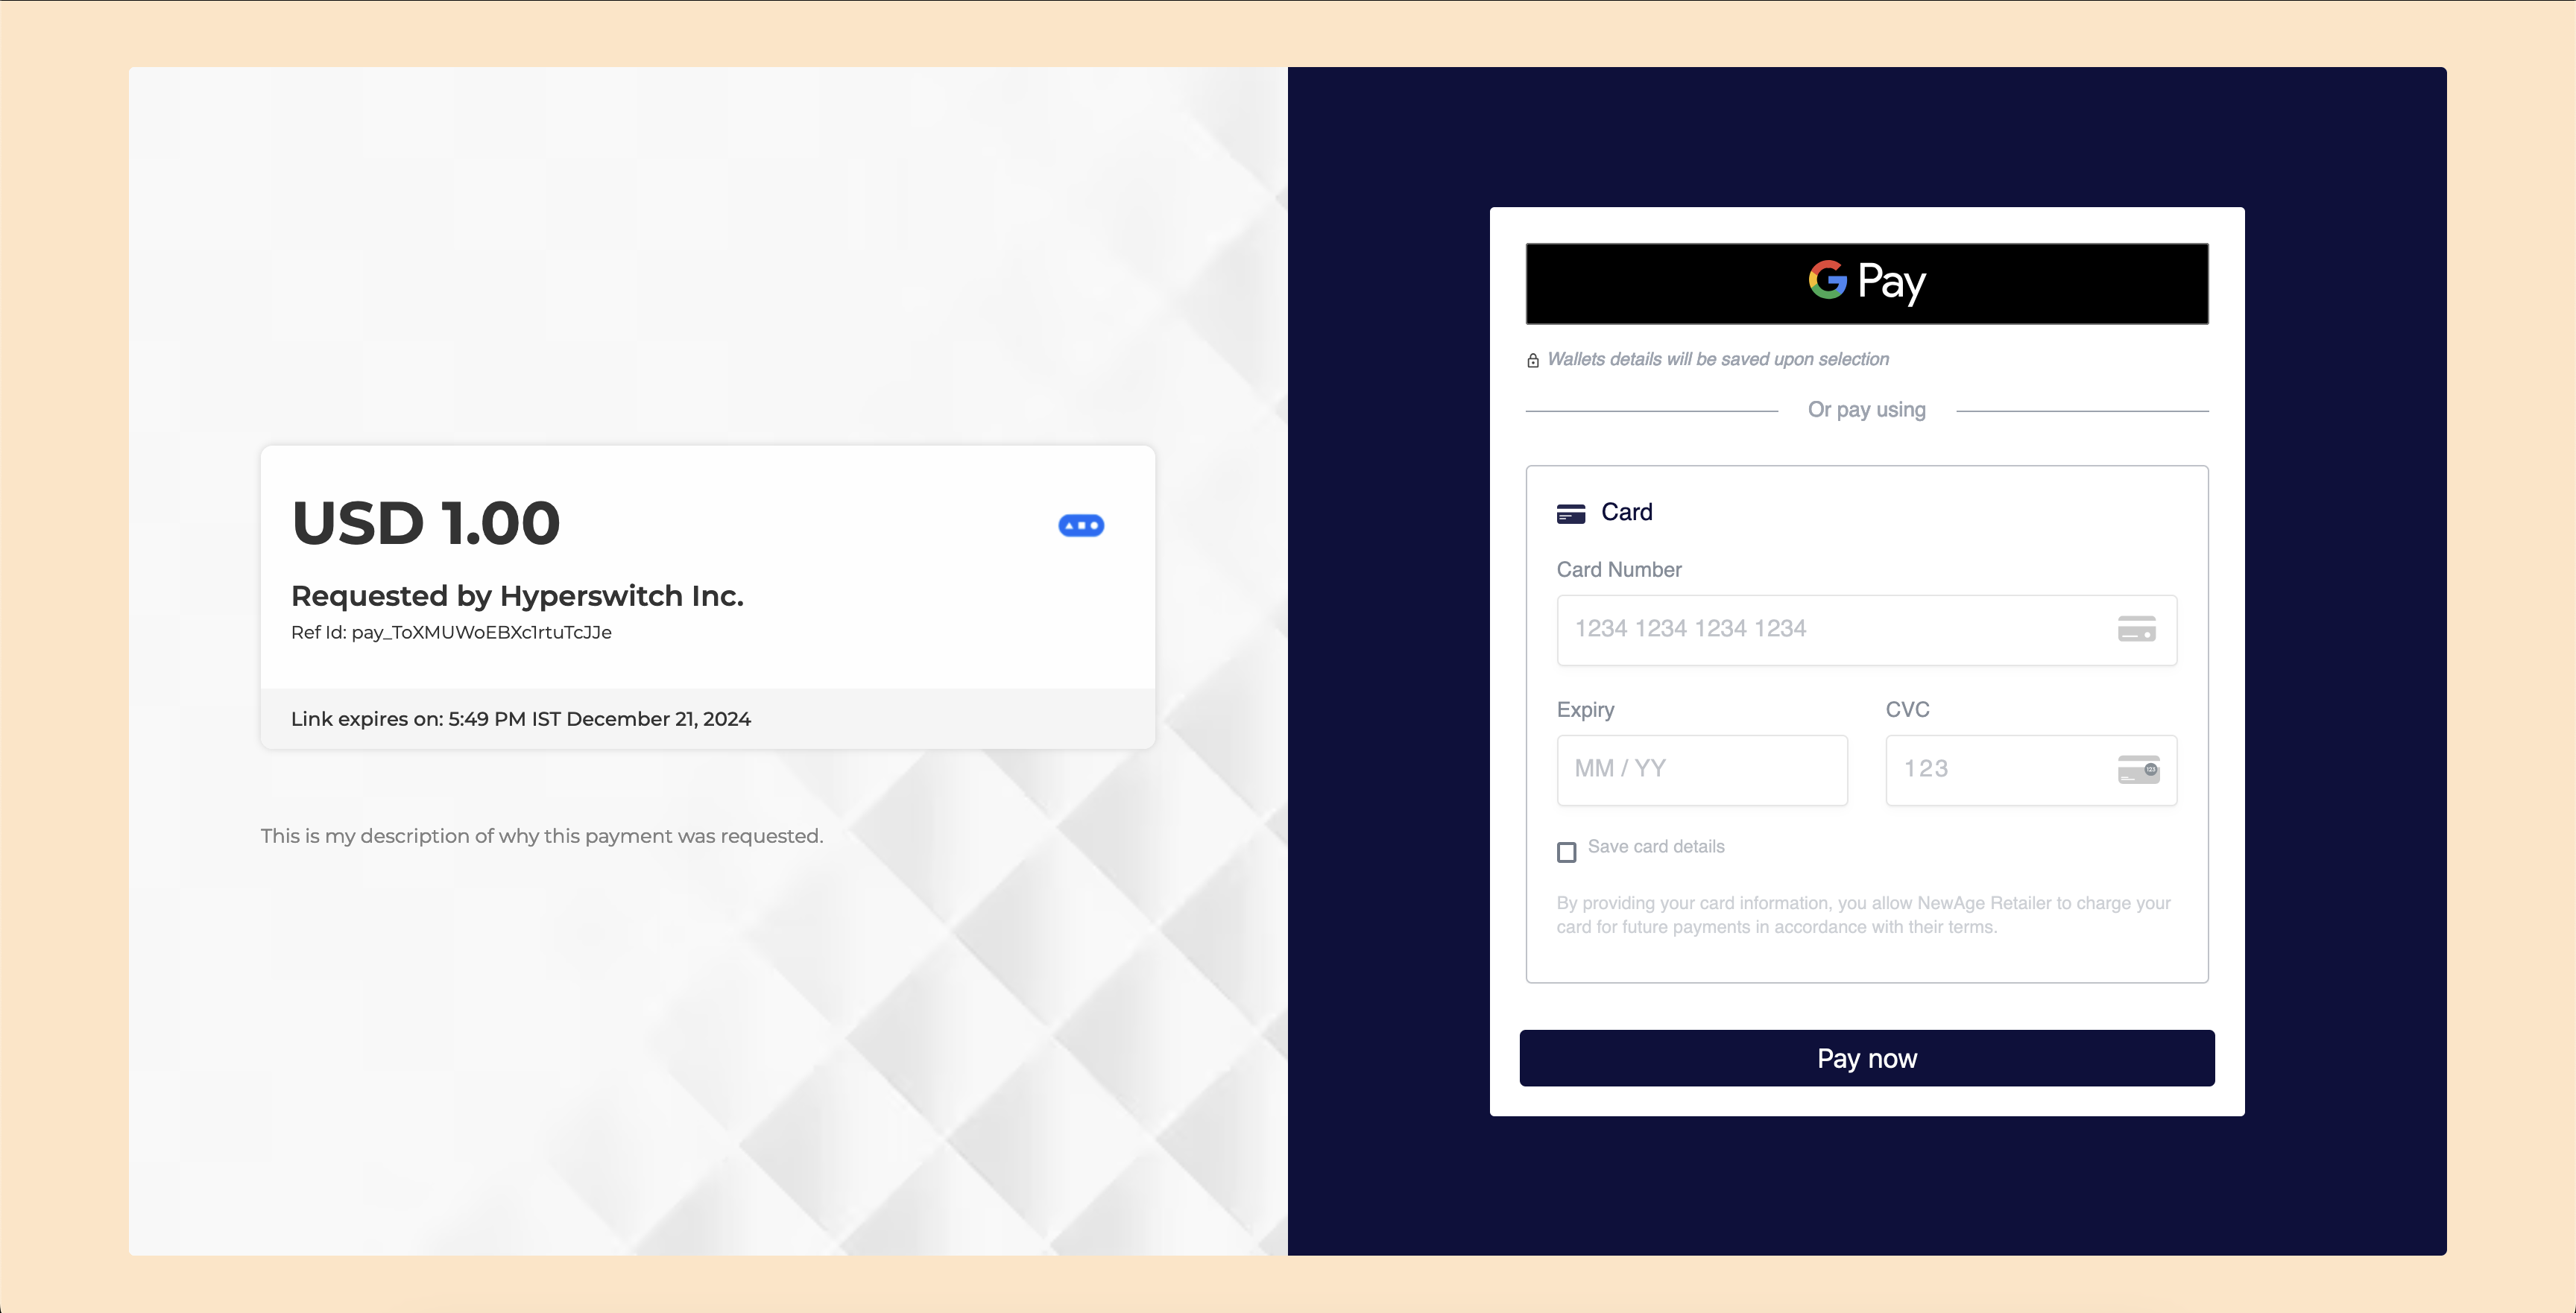 USD 1.00
Requested by Hyperswitch Inc.
Ref Id: pay_ToXMUWoEBXc1rtuTcJJe
Link expires on: 5:49 PM IST December 21, 2024
This is my description of why this payment was requested.
G Pay
Wallets details will be saved upon selection
Or pay using
Card
Card Number
1234 1234 1234 1234
Expiry
CVC
MM / YY
123
123
Save card details
By providing your card information, you allow NewAge Retailer to charge your
card for future payments in accordance with their terms.
Pay now